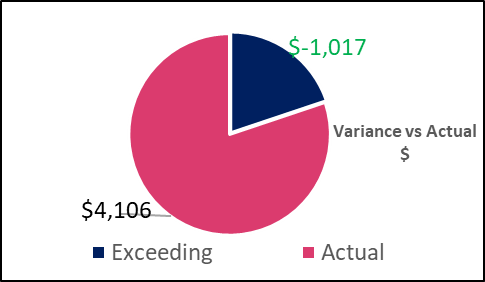 $-1,017
Variance vs Actual
$
$4,106
Exceeding
Actual